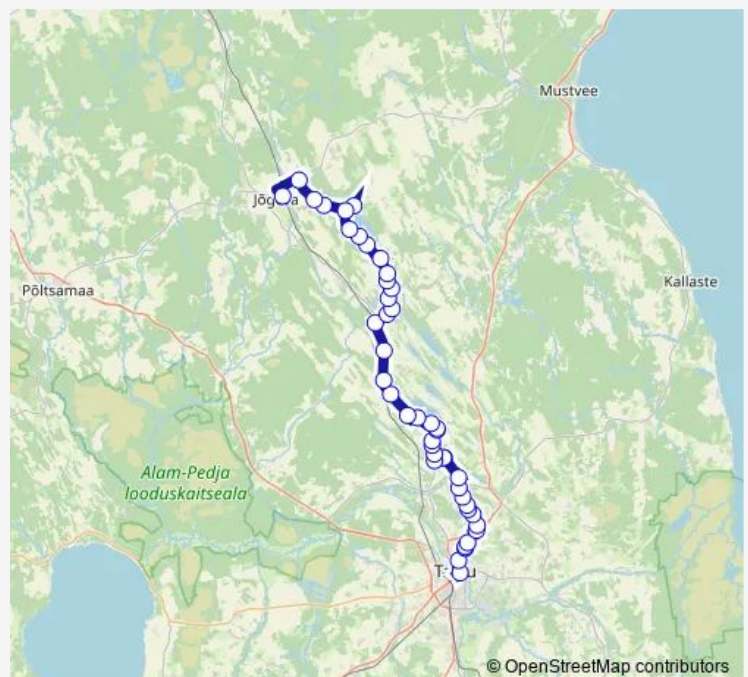 Mustvee
Jõgeva
Kallaste
Põltsamaa
Alam-Pedja
looduskaitseala
© OpenStreetMap contributors